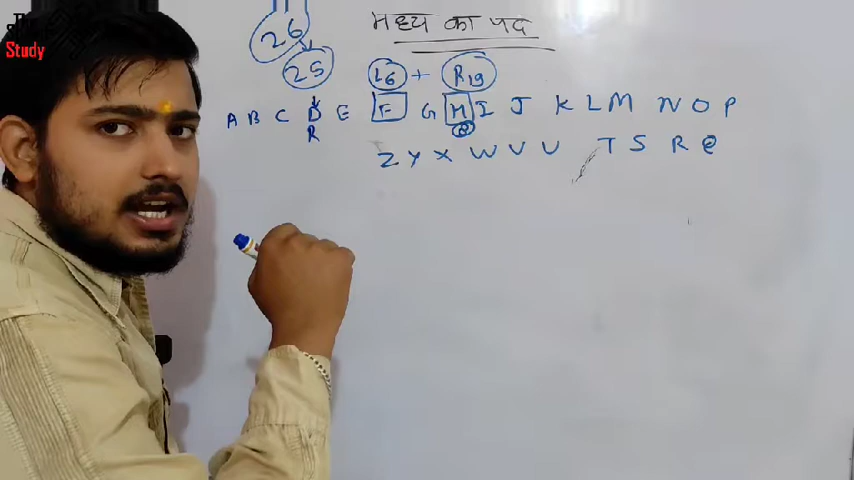 Study
26
मध्य का पद
25
L6 + R19
A B C D E F G H I J K L M N O P
R
Z Y X W V U T S R Q